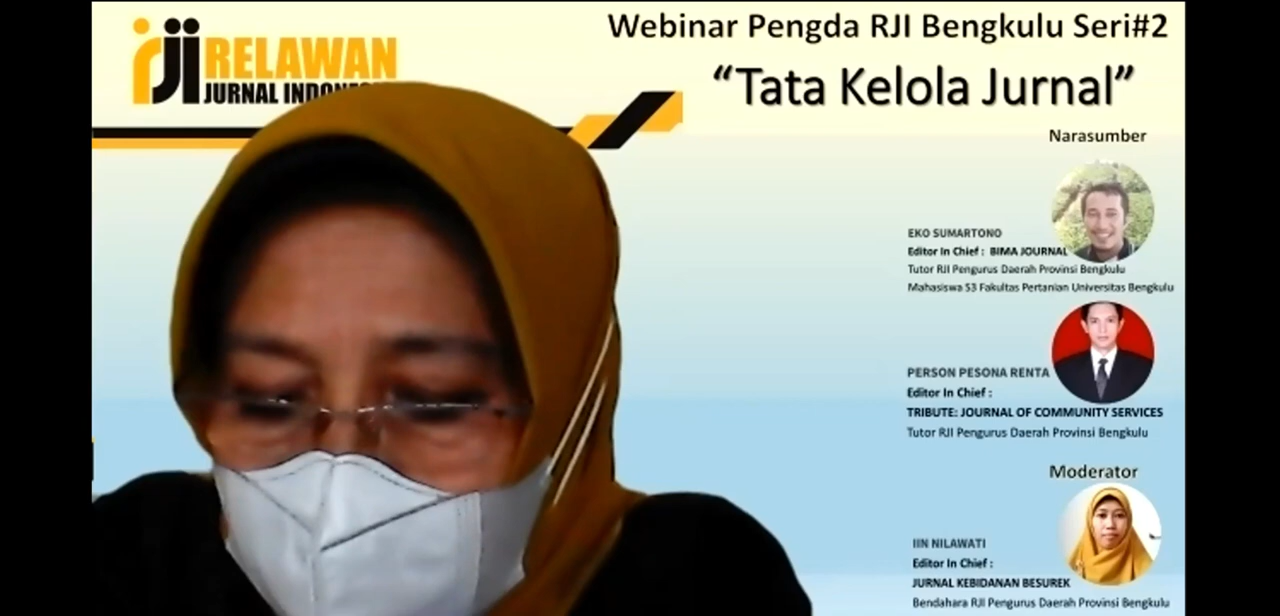 RELAWAN
JURNAL
Webinar Pengda RJI Bengkulu Seri#2
“Tata Kelola Jurnal”
Narasumber
EKO SUMARTONO
Editor In Chief : BIMA JOURNAL
Tutor RJI Pengurus Daerah Provinsi Bengkulu
Mahasiswa S3 Fakultas Pertanian Universitas Bengkulu
PERSON PESONA RENTA
Editor In Chief :
TRIBUTE: JOURNAL OF COMMUNITY SERVICES
Tutor RJI Pengurus Daerah Provinsi Bengkulu
Moderator
IIN NILAWATI
Editor In Chief :
JURNAL KEBIDANAN BESUREK
Bendahara RJI Pengurus Daerah Provinsi Bengkulu